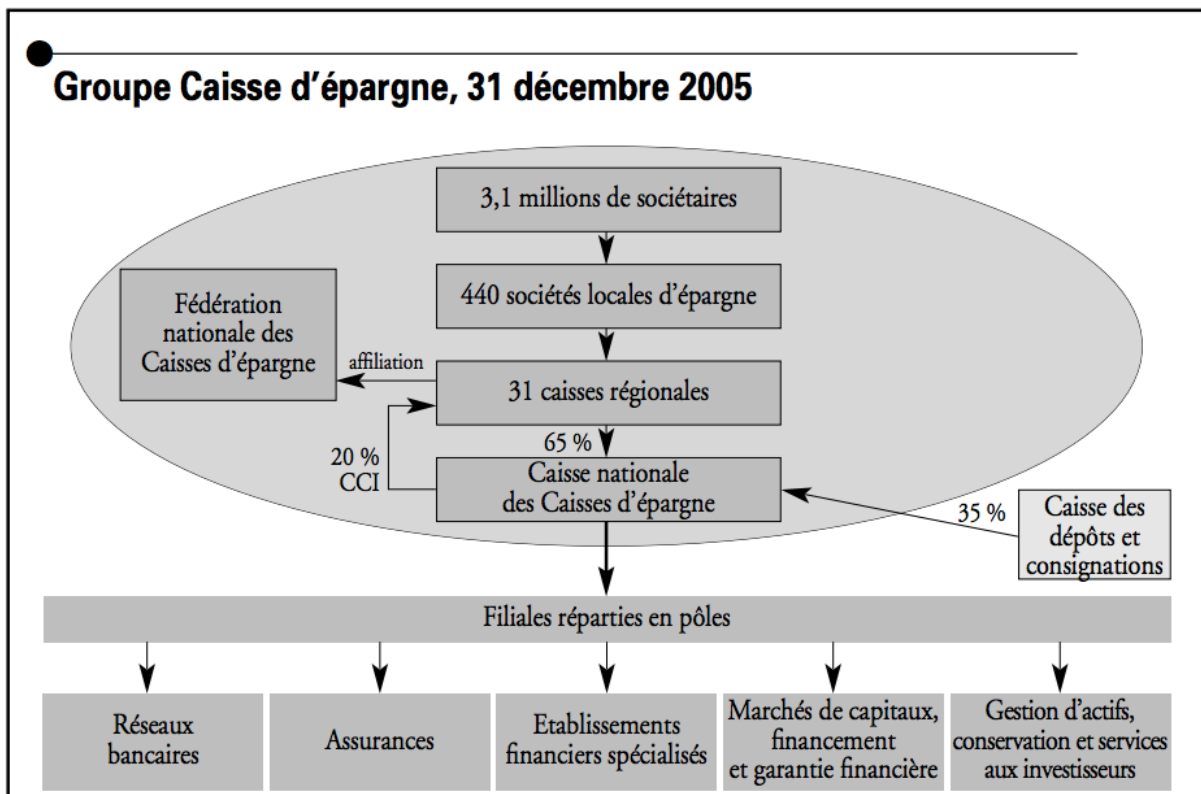 Groupe Caisse d'épargne, 31 décembre 2005
3,1 millions de sociétaires
440 sociétés locales d'épargne
Fédération
nationale des
Caisses d'épargne
affiliation
31 caisses régionales
65 %
20 %
CCI
Caisse nationale
des Caisses d'épargne
35 %
Caisse des
dépôts et
consignations
Filiales réparties en pôles
Réseaux
bancaires
Assurances
Etablissements
financiers spécialisés
Marchés de capitaux,
financement
et garantie financière
Gestion d'actifs,
conservation et services
aux investisseurs